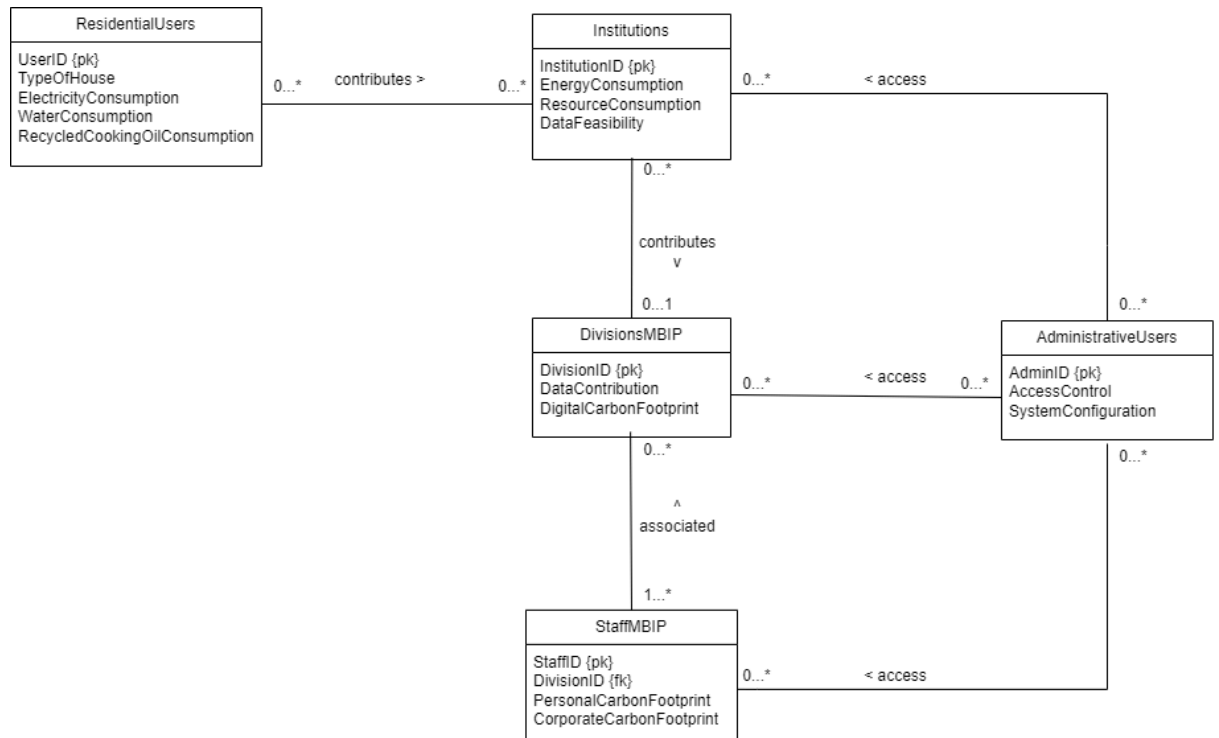 ResidentialUsers
UserID {pk}
TypeOfHouse
ElectricityConsumption
WaterConsumption
RecycledCookingOilConsumption
0...*
contributes >
0...*
Institutions
InstitutionID {pk}
EnergyConsumption
ResourceConsumption
DataFeasibility
0...*
< access
0...*
contributes
v
0...1
0...*
DivisionsMBIP
DivisionID {pk}
DataContribution
DigitalCarbonFootprint
0...*
< access
0...*
AdministrativeUsers
AdminID {pk}
AccessControl
SystemConfiguration
0...*
0...*
^
associated
1...*
StaffMBIP
StaffID {pk}
DivisionID {fk}
PersonalCarbonFootprint
CorporateCarbonFootprint
0...*
< access